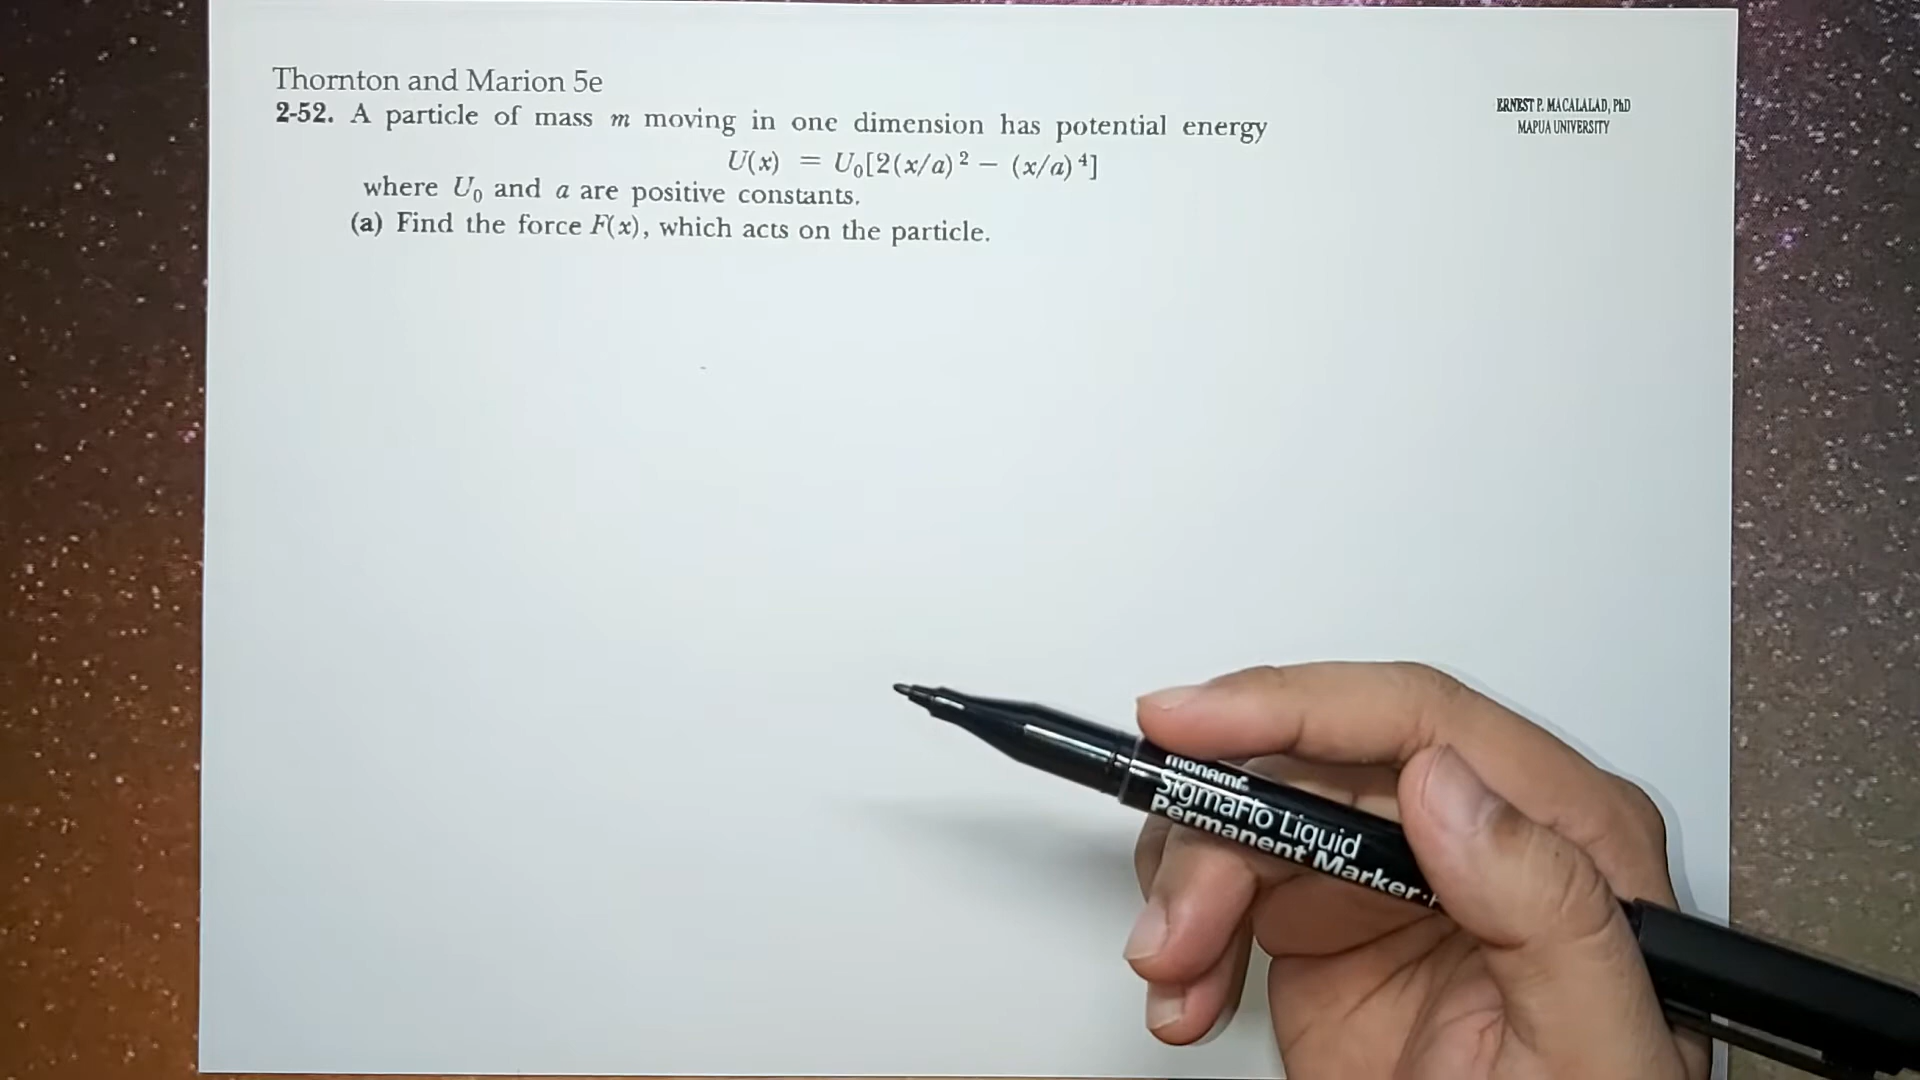 Thornton and Marion 5e
ERNEST P. MACALALAD, PhD
MAPUA UNIVERSITY
2-52. A particle of mass m moving in one dimension has potential energy
U(x) = U₀[2(x/a)² − (x/a)⁴]
where U₀ and a are positive constants.
(a) Find the force F(x), which acts on the particle.
monami
SigmaFlo Liquid
Permanent Marker